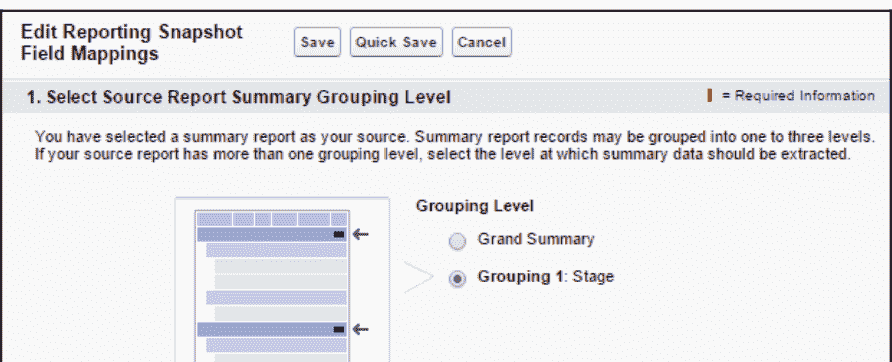 Edit Reporting Snapshot
Field Mappings
Save Quick Save Cancel
1. Select Source Report Summary Grouping Level
= Required Information
You have selected a summary report as your source. Summary report records may be grouped into one to three levels.
If your source report has more than one grouping level, select the level at which summary data should be extracted.
Grouping Level
Grand Summary
Grouping 1: Stage